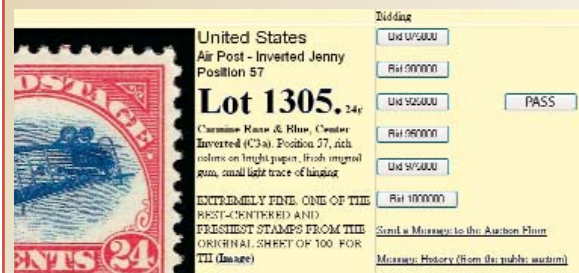 Bidding
United States
Air Post - Inverted Jenny
Position 57
Lot 1305. 24¢
Carmine Rose & Blue, Center
Inverted (C3a). Position 57, rich
colors on bright paper, fresh original
gum, small light trace of hinging
EXTREMELY FINE. ONE OF THE
BEST-CENTERED AND
FRESHEST STAMPS FROM THE
ORIGINAL SHEET OF 100. FOR
TH (Image)
Bid 875000
Bid 900000
Bid 925000
Bid 950000
Bid 975000
Bid 1000000
PASS
Send a Message to the Auction Floor
Message History (from the public auction)
POSTAGE
CENTS 24